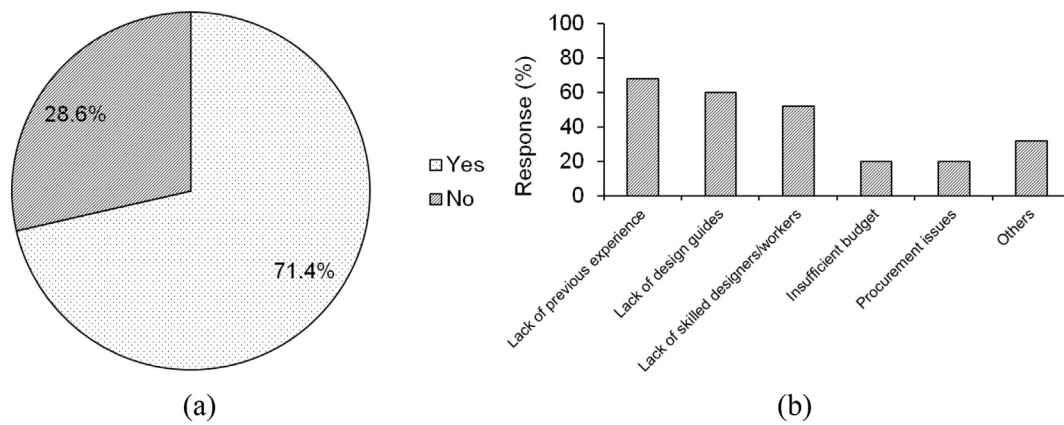 28.6%
71.4%
Yes
No
(a)
Response (%)
100
80
60
40
20
0
Lack of previous experience
Lack of design guides
Lack of skilled designers/workers
Insufficient budget
Procurement issues
Others
(b)